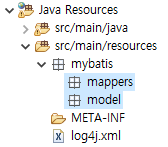 Java Resources
src/main/java
src/main/resources
mybatis
mappers
model
META-INF
log4j.xml